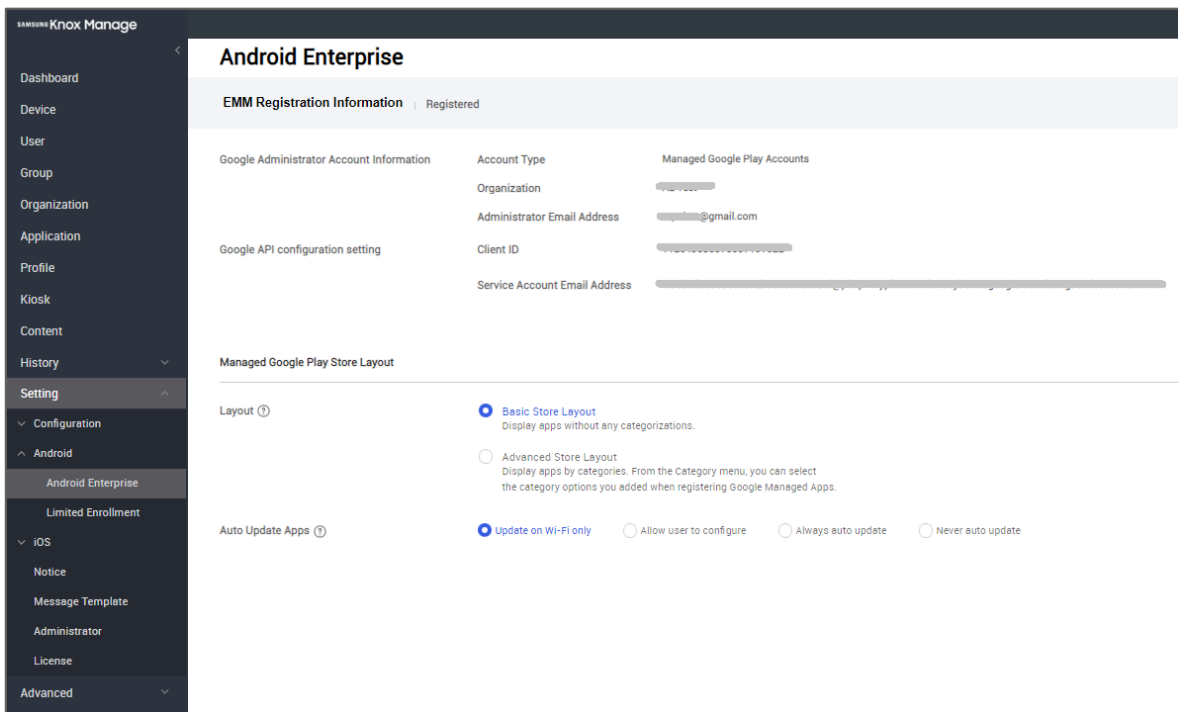 SAMSUNG Knox Manage
Dashboard
Device
User
Group
Organization
Application
Profile
Kiosk
Content
History
Setting
Configuration
Android
Android Enterprise
Limited Enrollment
iOS
Notice
Message Template
Administrator
License
Advanced
Android Enterprise
EMM Registration Information | Registered
Google Administrator Account Information
Account Type
Managed Google Play Accounts
Organization
Administrator Email Address
@gmail.com
Google API configuration setting
Client ID
Service Account Email Address
Managed Google Play Store Layout
Layout ?
Basic Store Layout
Display apps without any categorizations.
Advanced Store Layout
Display apps by categories. From the Category menu, you can select
the category options you added when registering Google Managed Apps.
Auto Update Apps ?
Update on Wi-Fi only
Allow user to configure
Always auto update
Never auto update